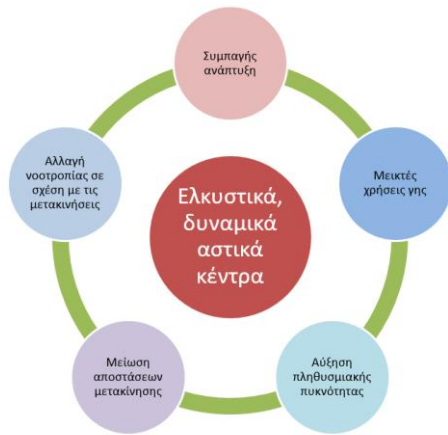 Συμπαγής
ανάπτυξη
Μεικτές
χρήσεις γης
Αύξηση
πληθυσμιακής
πυκνότητας
Μείωση
αποστάσεων
μετακίνησης
Αλλαγή
νοοτροπίας σε
σχέση με τις
μετακινήσεις
Ελκυστικά,
δυναμικά
αστικά
κέντρα